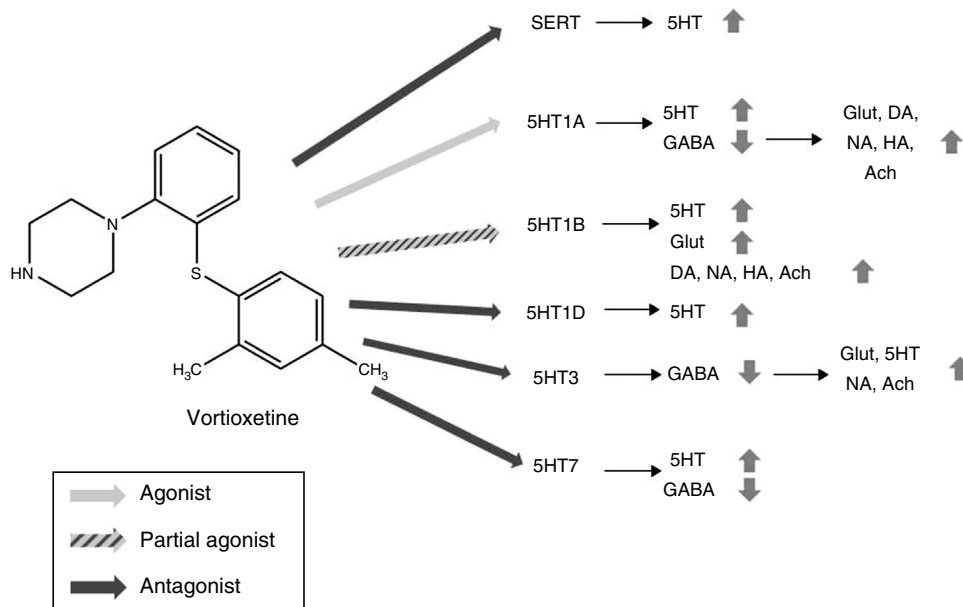 SERT
5HT
5HT1A
5HT
GABA
Glut, DA,
NA, HA,
Ach
5HT1B
5HT
Glut
DA, NA, HA, Ach
5HT1D
5HT
5HT3
GABA
Glut, 5HT
NA, Ach
5HT7
5HT
GABA
N
HN
S
H3C
CH3
Vortioxetine
Agonist
Partial agonist
Antagonist